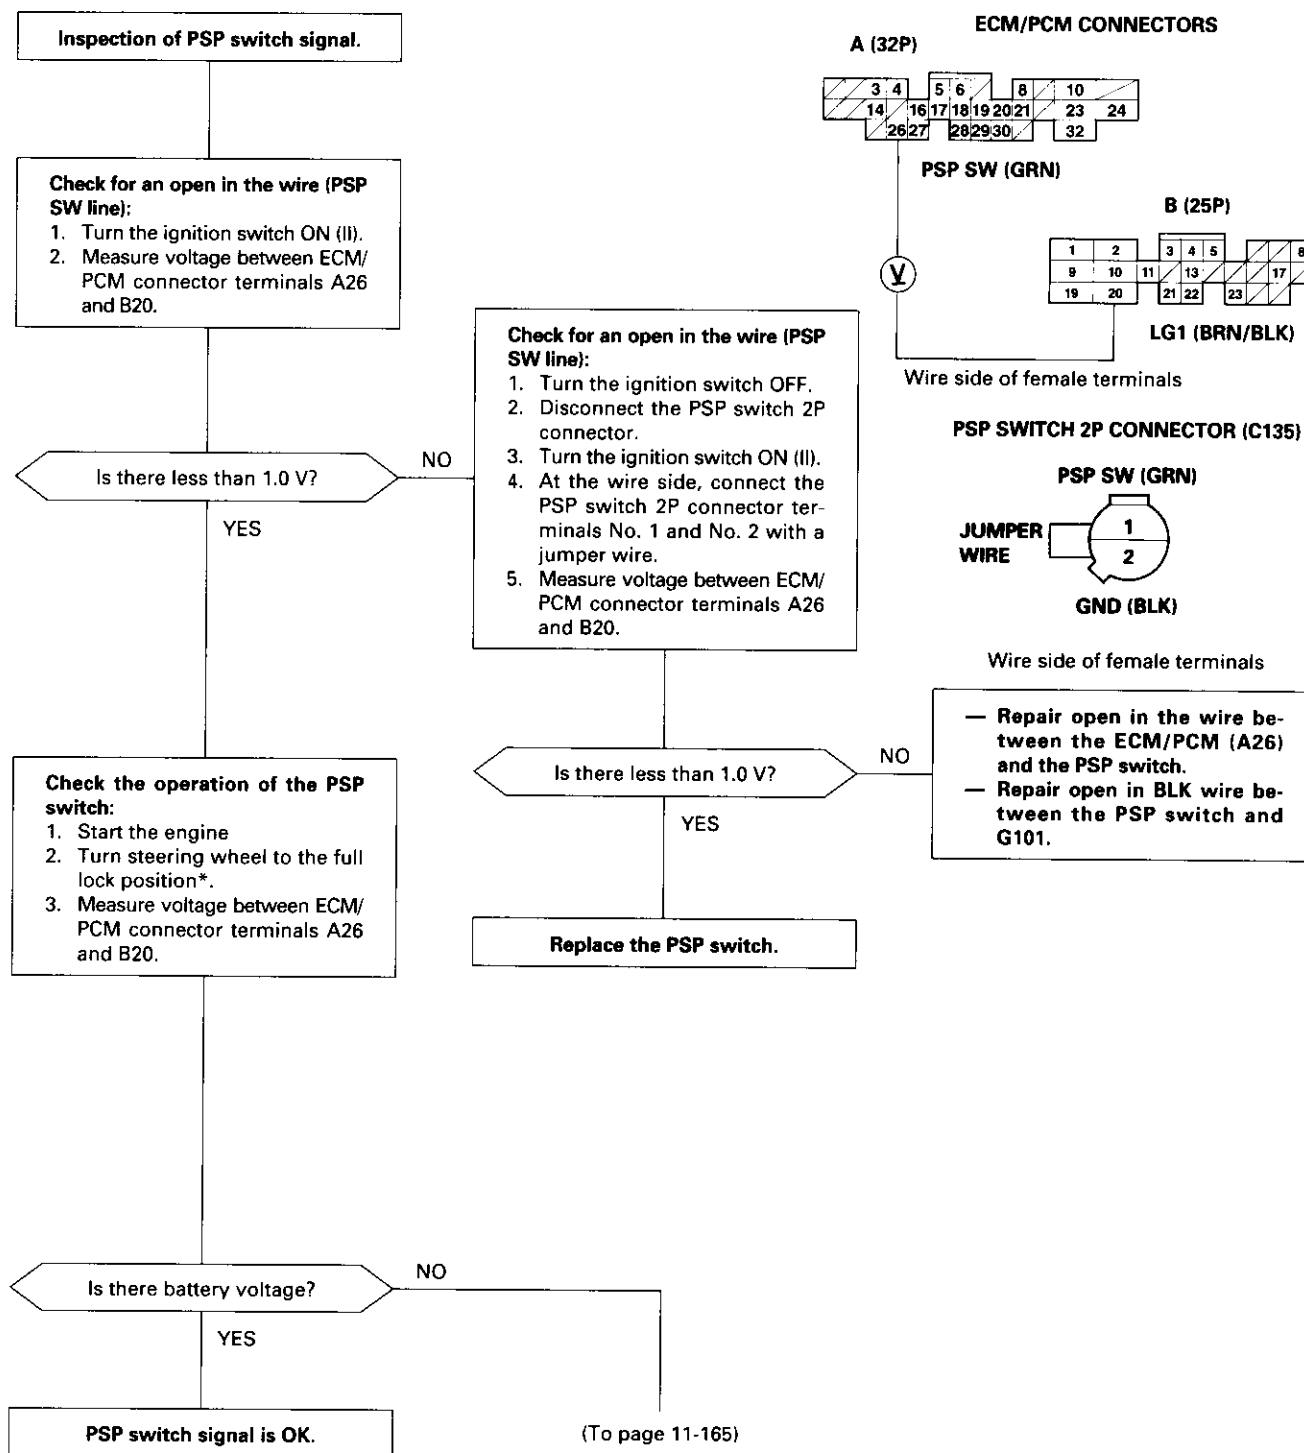 Inspection of PSP switch signal.
Check for an open in the wire (PSP
SW line):
1. Turn the ignition switch ON (II).
2. Measure voltage between ECM/
PCM connector terminals A26
and B20.
Is there less than 1.0 V?
NO
YES
Check for an open in the wire (PSP
SW line):
1. Turn the ignition switch OFF.
2. Disconnect the PSP switch 2P
connector.
3. Turn the ignition switch ON (II).
4. At the wire side, connect the
PSP switch 2P connector ter-
minals No. 1 and No. 2 with a
jumper wire.
5. Measure voltage between ECM/
PCM connector terminals A26
and B20.
Is there less than 1.0 V?
NO
YES
— Repair open in the wire be-
tween the ECM/PCM (A26)
and the PSP switch.
— Repair open in BLK wire be-
tween the PSP switch and
G101.
Replace the PSP switch.
Check the operation of the PSP
switch:
1. Start the engine
2. Turn steering wheel to the full
lock position*.
3. Measure voltage between ECM/
PCM connector terminals A26
and B20.
Is there battery voltage?
NO
YES
PSP switch signal is OK.
(To page 11-165)
ECM/PCM CONNECTORS
A (32P)
3 4 5 6 8 10
14 16 17 18 19 20 21 23 24
26 27 28 29 30 32
PSP SW (GRN)
B (25P)
1 2 3 4 5 8
9 10 11 13 17
19 20 21 22 23
V
LG1 (BRN/BLK)
Wire side of female terminals
PSP SWITCH 2P CONNECTOR (C135)
PSP SW (GRN)
JUMPER
WIRE
1
2
GND (BLK)
Wire side of female terminals